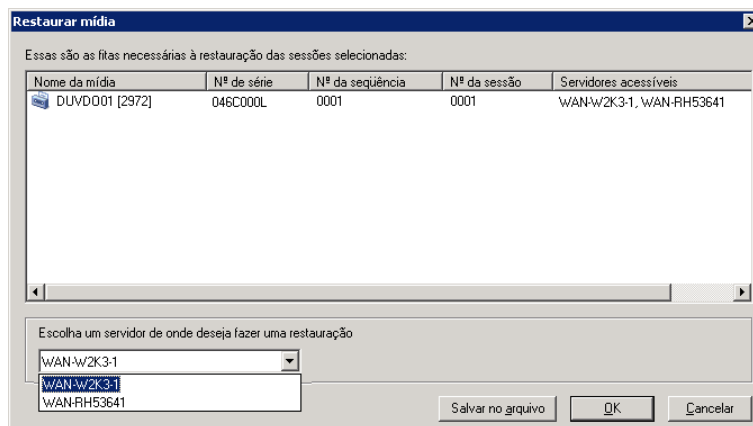 Restaurar mídia
Essas são as fitas necessárias à restauração das sessões selecionadas:
Nome da mídia Nº de série Nº da seqüência Nº da sessão Servidores acessíveis
DUVDO01 [2972] 046C000L 0001 0001 WAN-W2K3-1, WAN-RH53641
Escolha um servidor de onde deseja fazer uma restauração
WAN-W2K3-1
WAN-W2K3-1
WAN-RH53641
Salvar no arquivo OK Cancelar